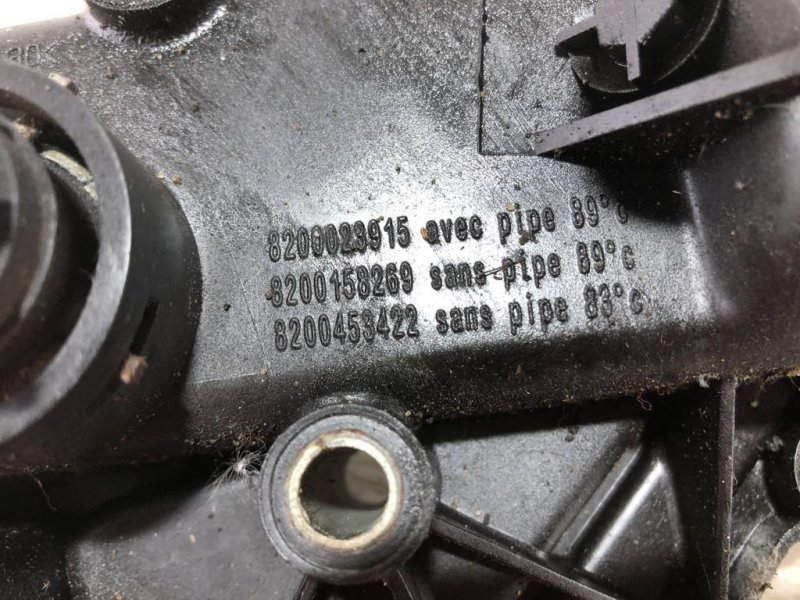 8200023915 avec pipe 89°c
8200158269 sans pipe 89°c
8200453422 sans pipe 83°c